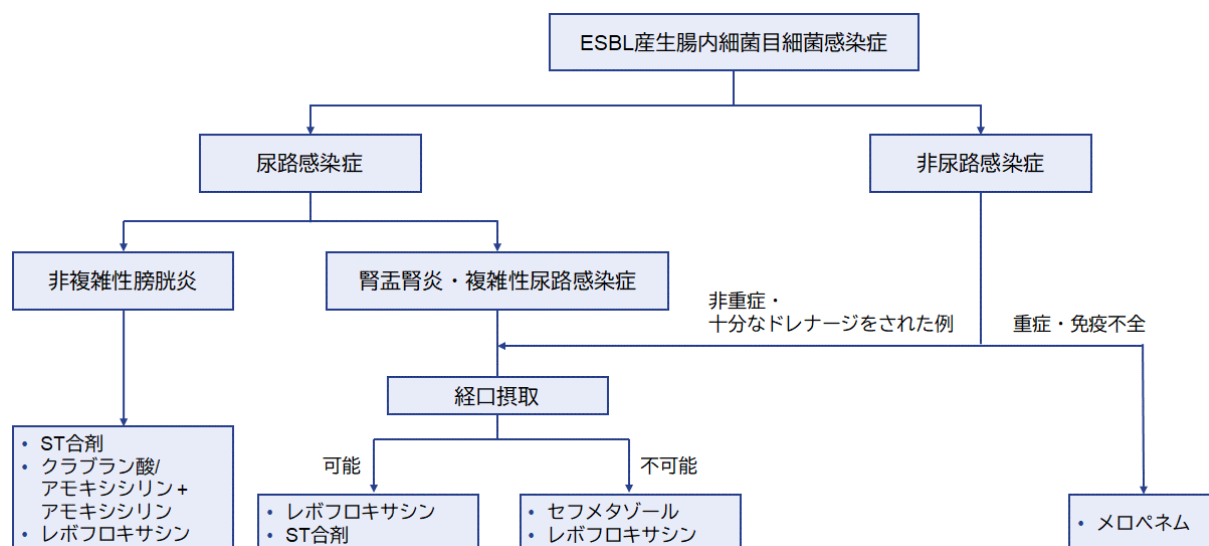 ESBL産生腸内細菌目細菌感染症
尿路感染症
非尿路感染症
非複雑性膀胱炎
腎盂腎炎・複雑性尿路感染症
非重症・
十分なドレナージをされた例
重症・免疫不全
経口摂取
• ST合剤
• クラブラン酸/
アモキシシリン+
アモキシシリン
• レボフロキサシン
可能
不可能
• レボフロキサシン
• ST合剤
• セフメタゾール
• レボフロキサシン
• メロペネム